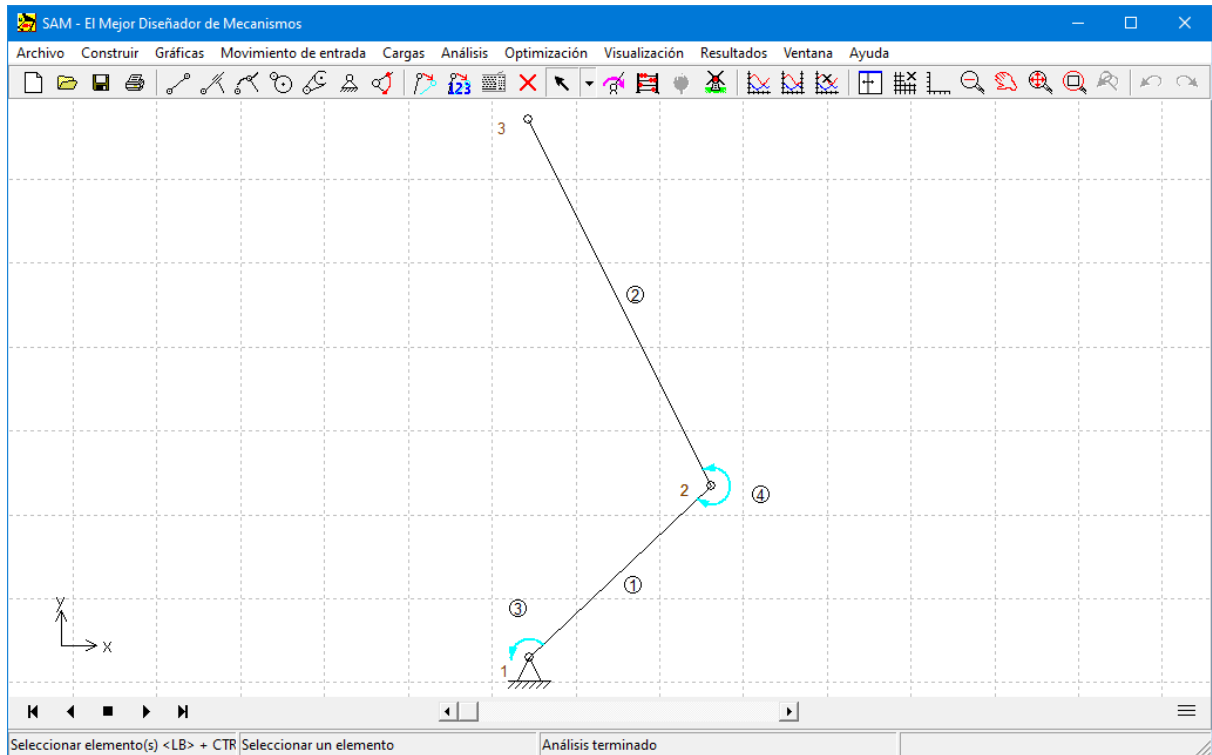 SAM - El Mejor Diseñador de Mecanismos
Archivo Construir Gráficas Movimiento de entrada Cargas Análisis Optimización Visualización Resultados Ventana Ayuda
123
3
②
2
④
①
③
y
x
1
Seleccionar elemento(s) <LB> + CTR Seleccionar un elemento Análisis terminado